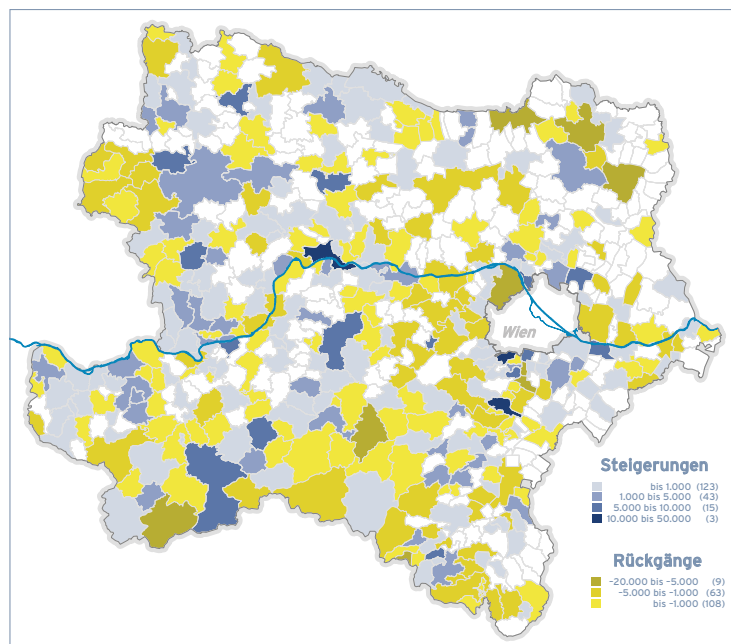 Wien
Steigerungen
bis 1.000 (123)
1.000 bis 5.000 (43)
5.000 bis 10.000 (15)
10.000 bis 50.000 (3)
Rückgänge
-20.000 bis -5.000 (9)
-5.000 bis -1.000 (63)
bis -1.000 (108)